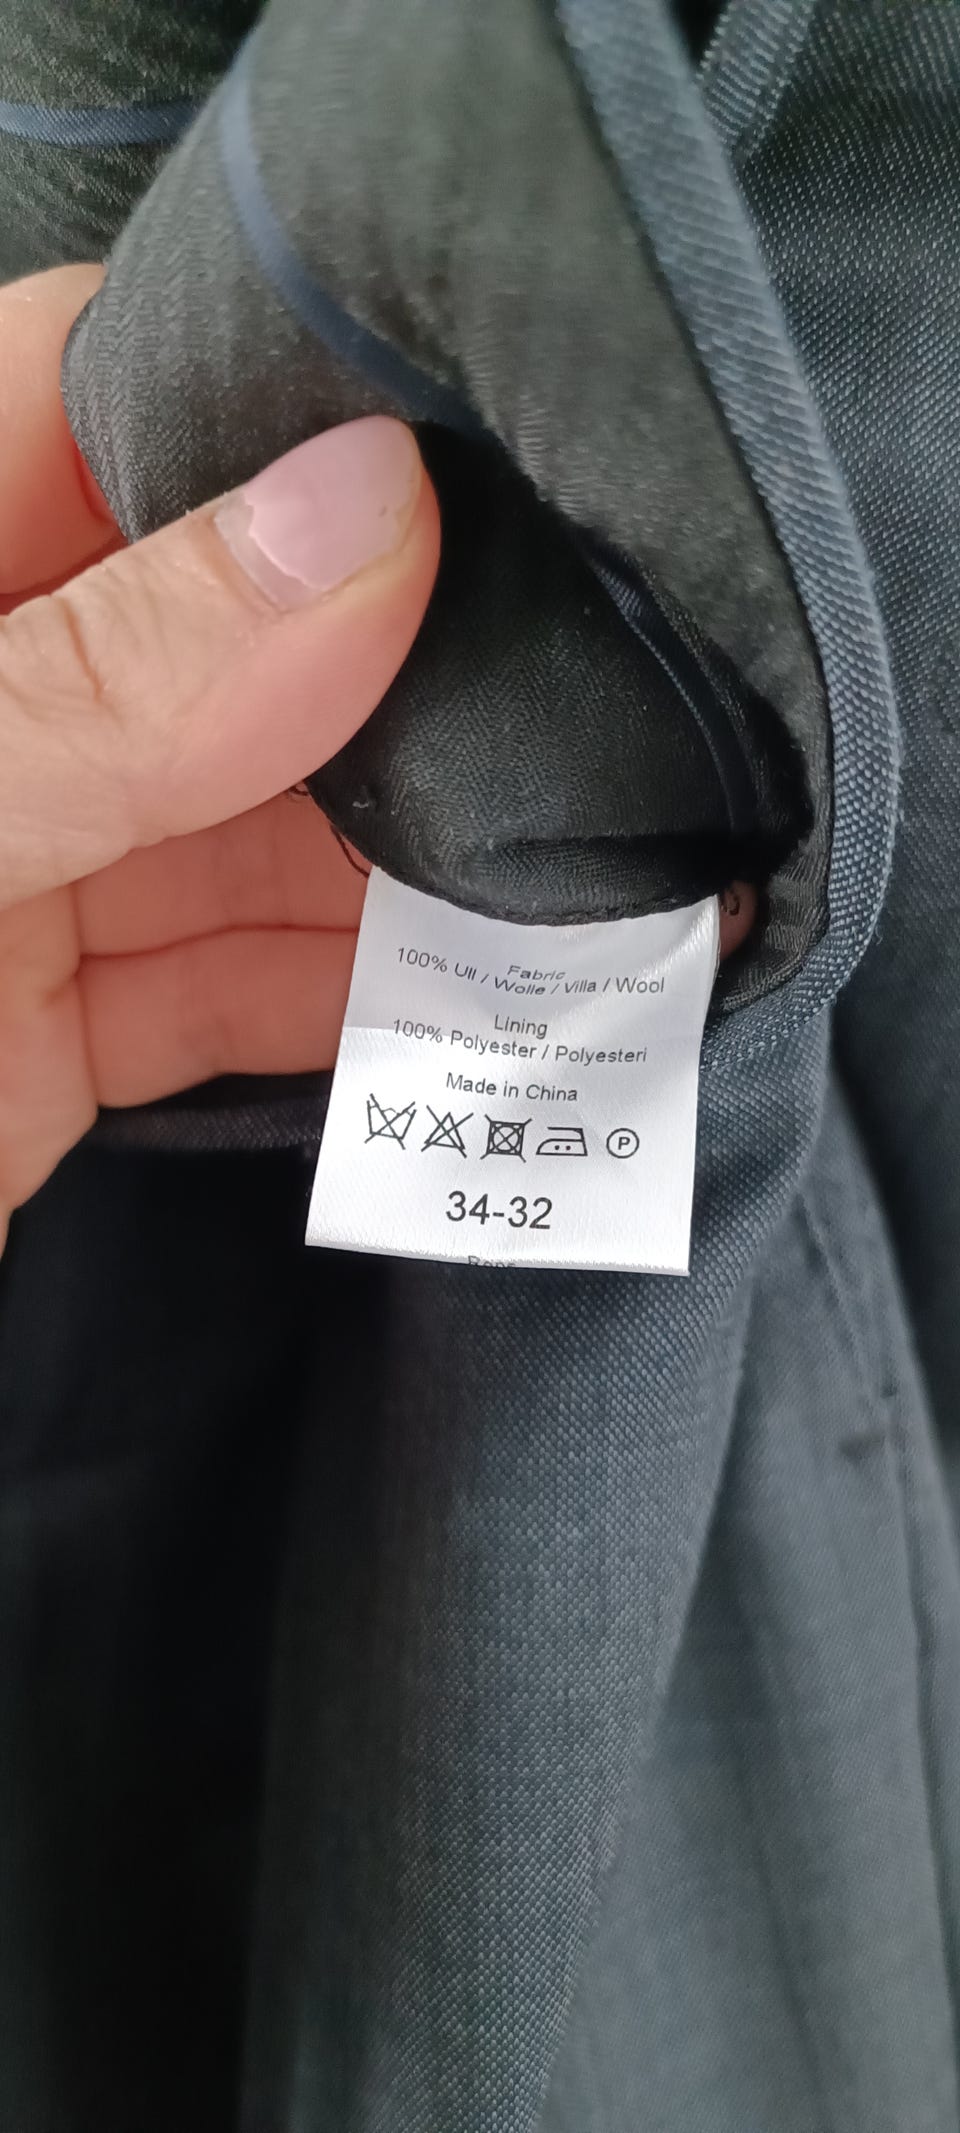 Fabric
100% Ull / Wolle / Villa / Wool
Lining
100% Polyester / Polyesteri
Made in China
P
34-32